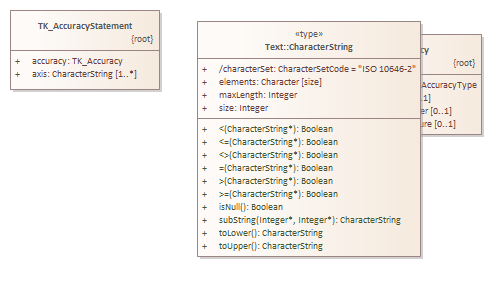 TK_AccuracyStatement
{root}
+ accuracy: TK_Accuracy
+ axis: CharacterString [1..*]
«type»
Text::CharacterString
+ /characterSet: CharacterSetCode = "ISO 10646-2"
+ elements: Character [size]
+ maxLength: Integer
+ size: Integer
+ <(CharacterString*): Boolean
+ <=(CharacterString*): Boolean
+ <>(CharacterString*): Boolean
+ =(CharacterString*): Boolean
+ >(CharacterString*): Boolean
+ >=(CharacterString*): Boolean
+ isNull(): Boolean
+ subString(Integer*, Integer*): CharacterString
+ toLower(): CharacterString
+ toUpper(): CharacterString
cy
{root}
AccuracyType
.1]
er [0..1]
ure [0..1]